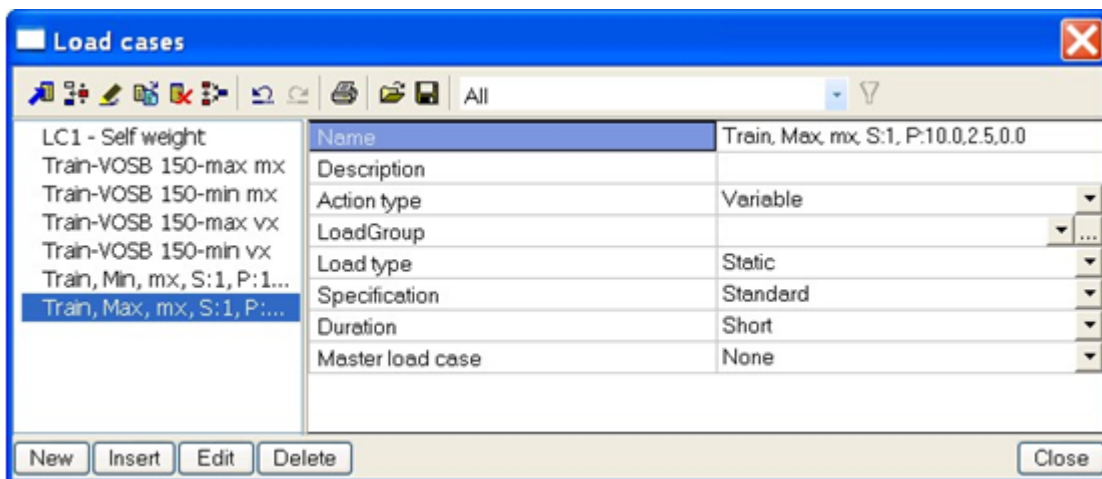 Load cases
All
LC1 - Self weight
Train-VOSB 150-max mx
Train-VOSB 150-min mx
Train-VOSB 150-max vx
Train-VOSB 150-min vx
Train, Min, mx, S:1, P:1...
Train, Max, mx, S:1, P:...
Name Train, Max, mx, S:1, P:10.0,2.5,0.0
Description
Action type Variable
LoadGroup ...
Load type Static
Specification Standard
Duration Short
Master load case None
New Insert Edit Delete Close